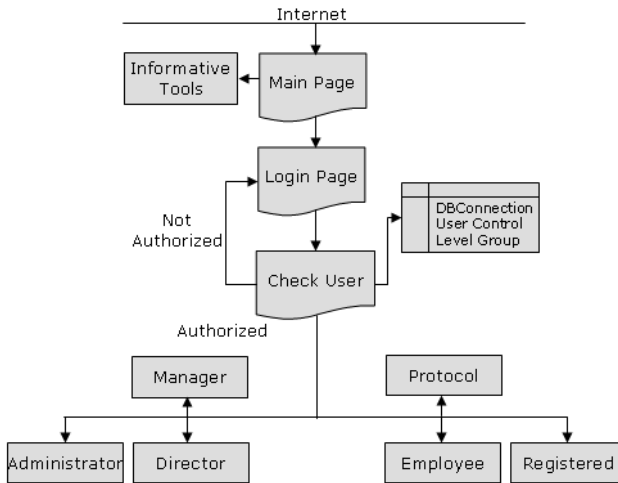 Internet
Informative
Tools
Main Page
Login Page
Not
Authorized
DBConnection
User Control
Level Group
Check User
Authorized
Manager
Protocol
Administrator
Director
Employee
Registered